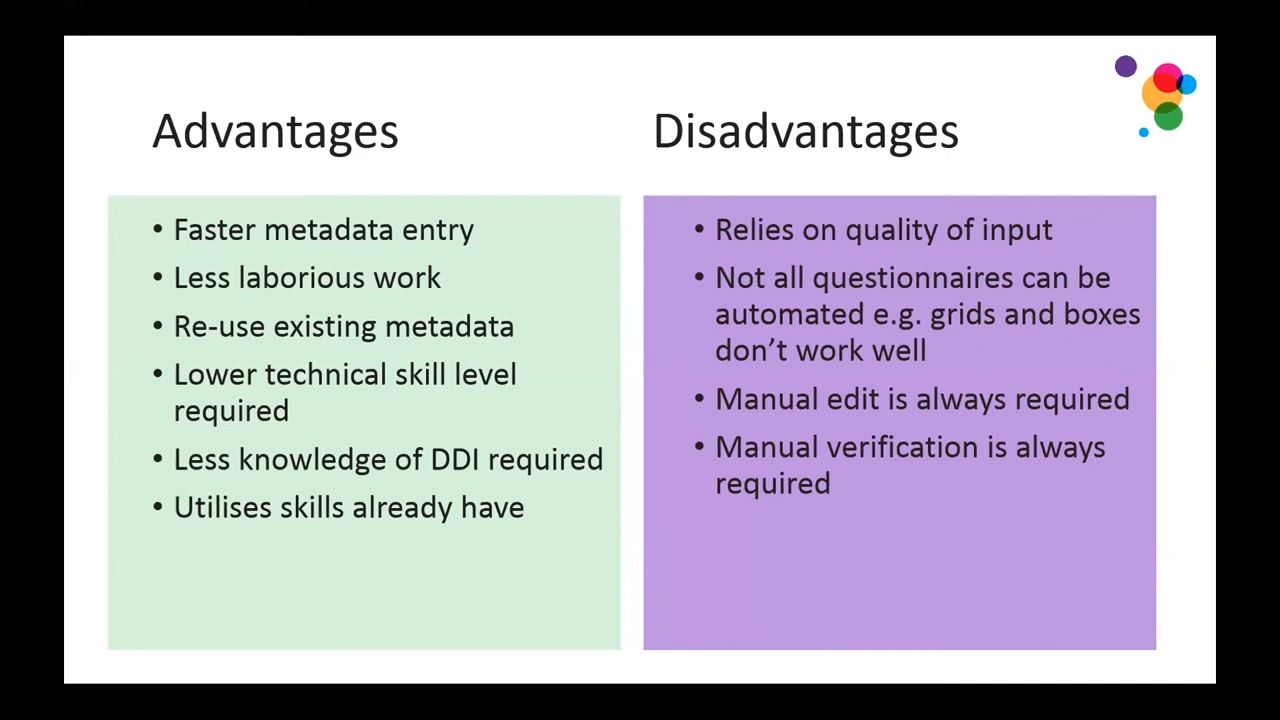 Advantages
Disadvantages
• Faster metadata entry
• Less laborious work
• Re-use existing metadata
• Lower technical skill level
required
• Less knowledge of DDI required
• Utilises skills already have
• Relies on quality of input
• Not all questionnaires can be
automated e.g. grids and boxes
don’t work well
• Manual edit is always required
• Manual verification is always
required